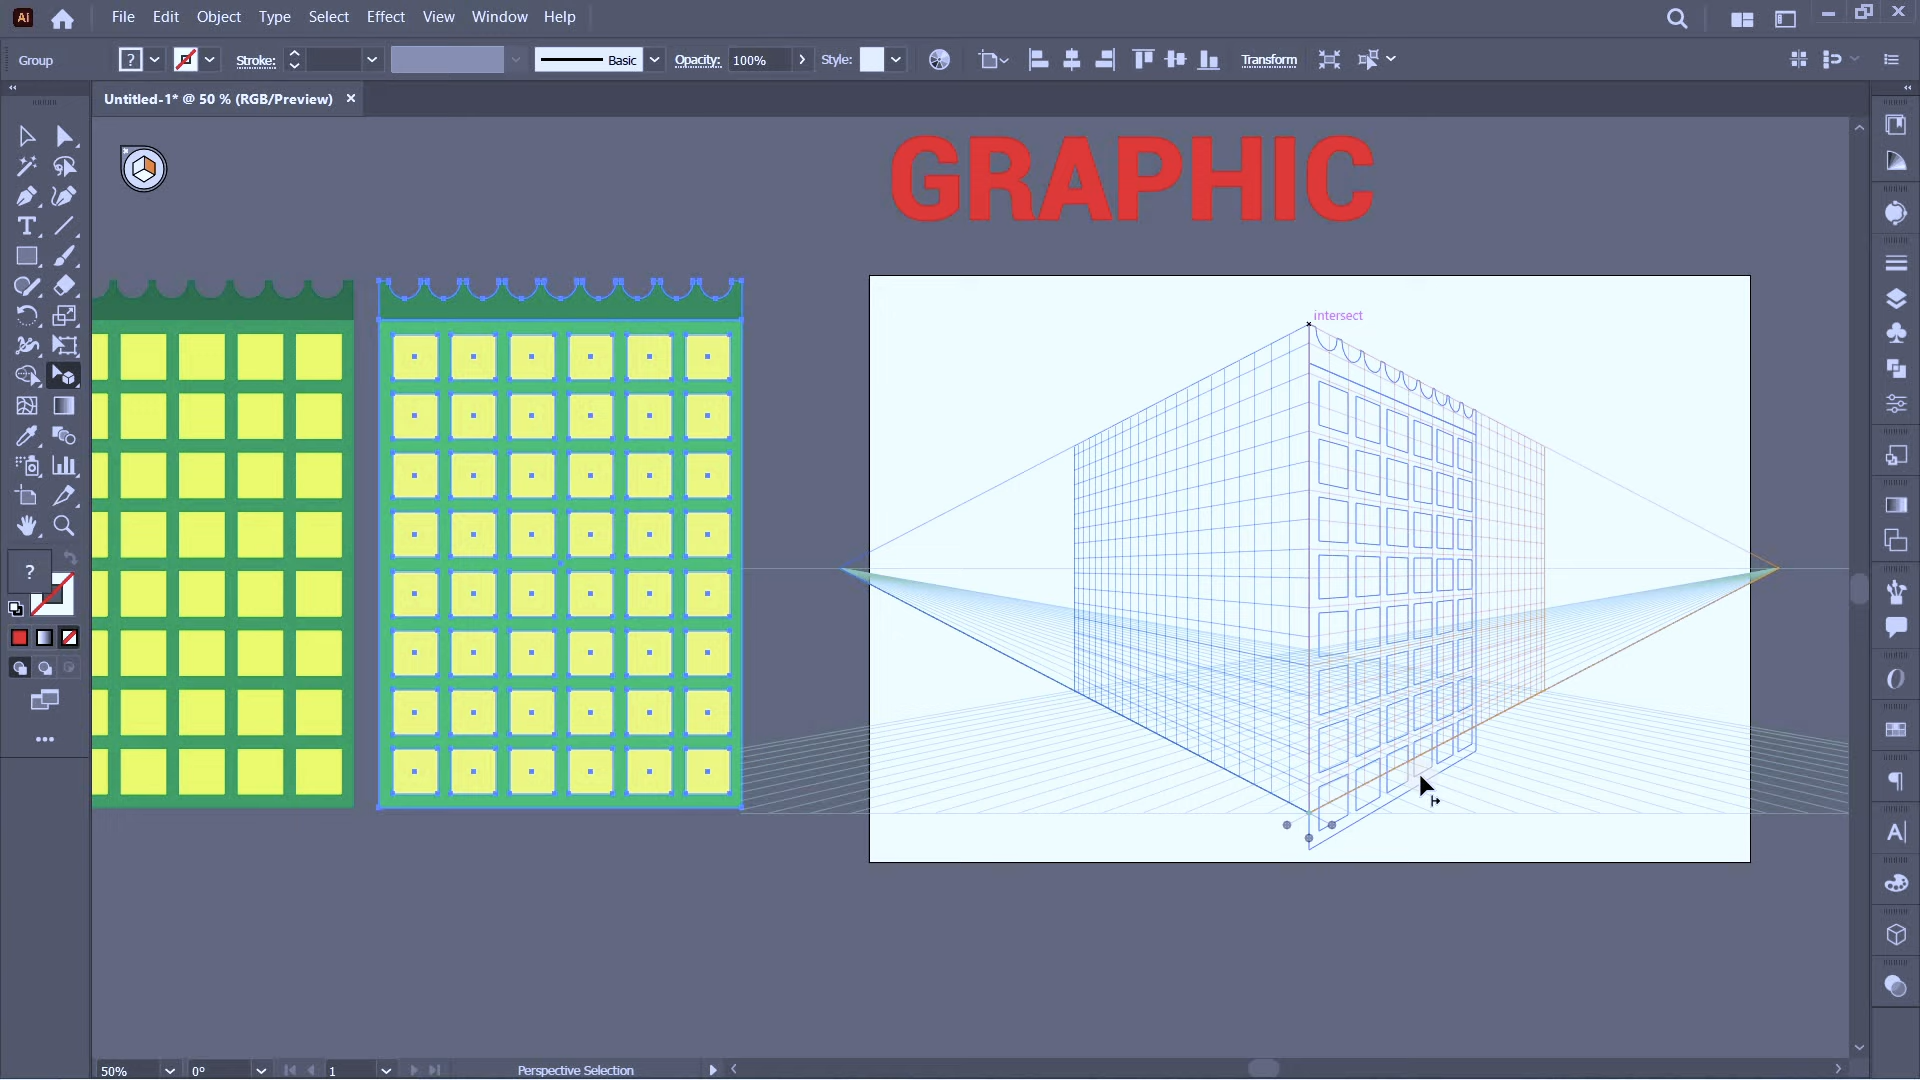 Ai File Edit Object Type Select Effect View Window Help
Group ? Stroke: Basic Opacity: 100% Style: Transform
Untitled-1* @ 50 % (RGB/Preview)
GRAPHIC
intersect
?
50% 0° 1 Perspective Selection